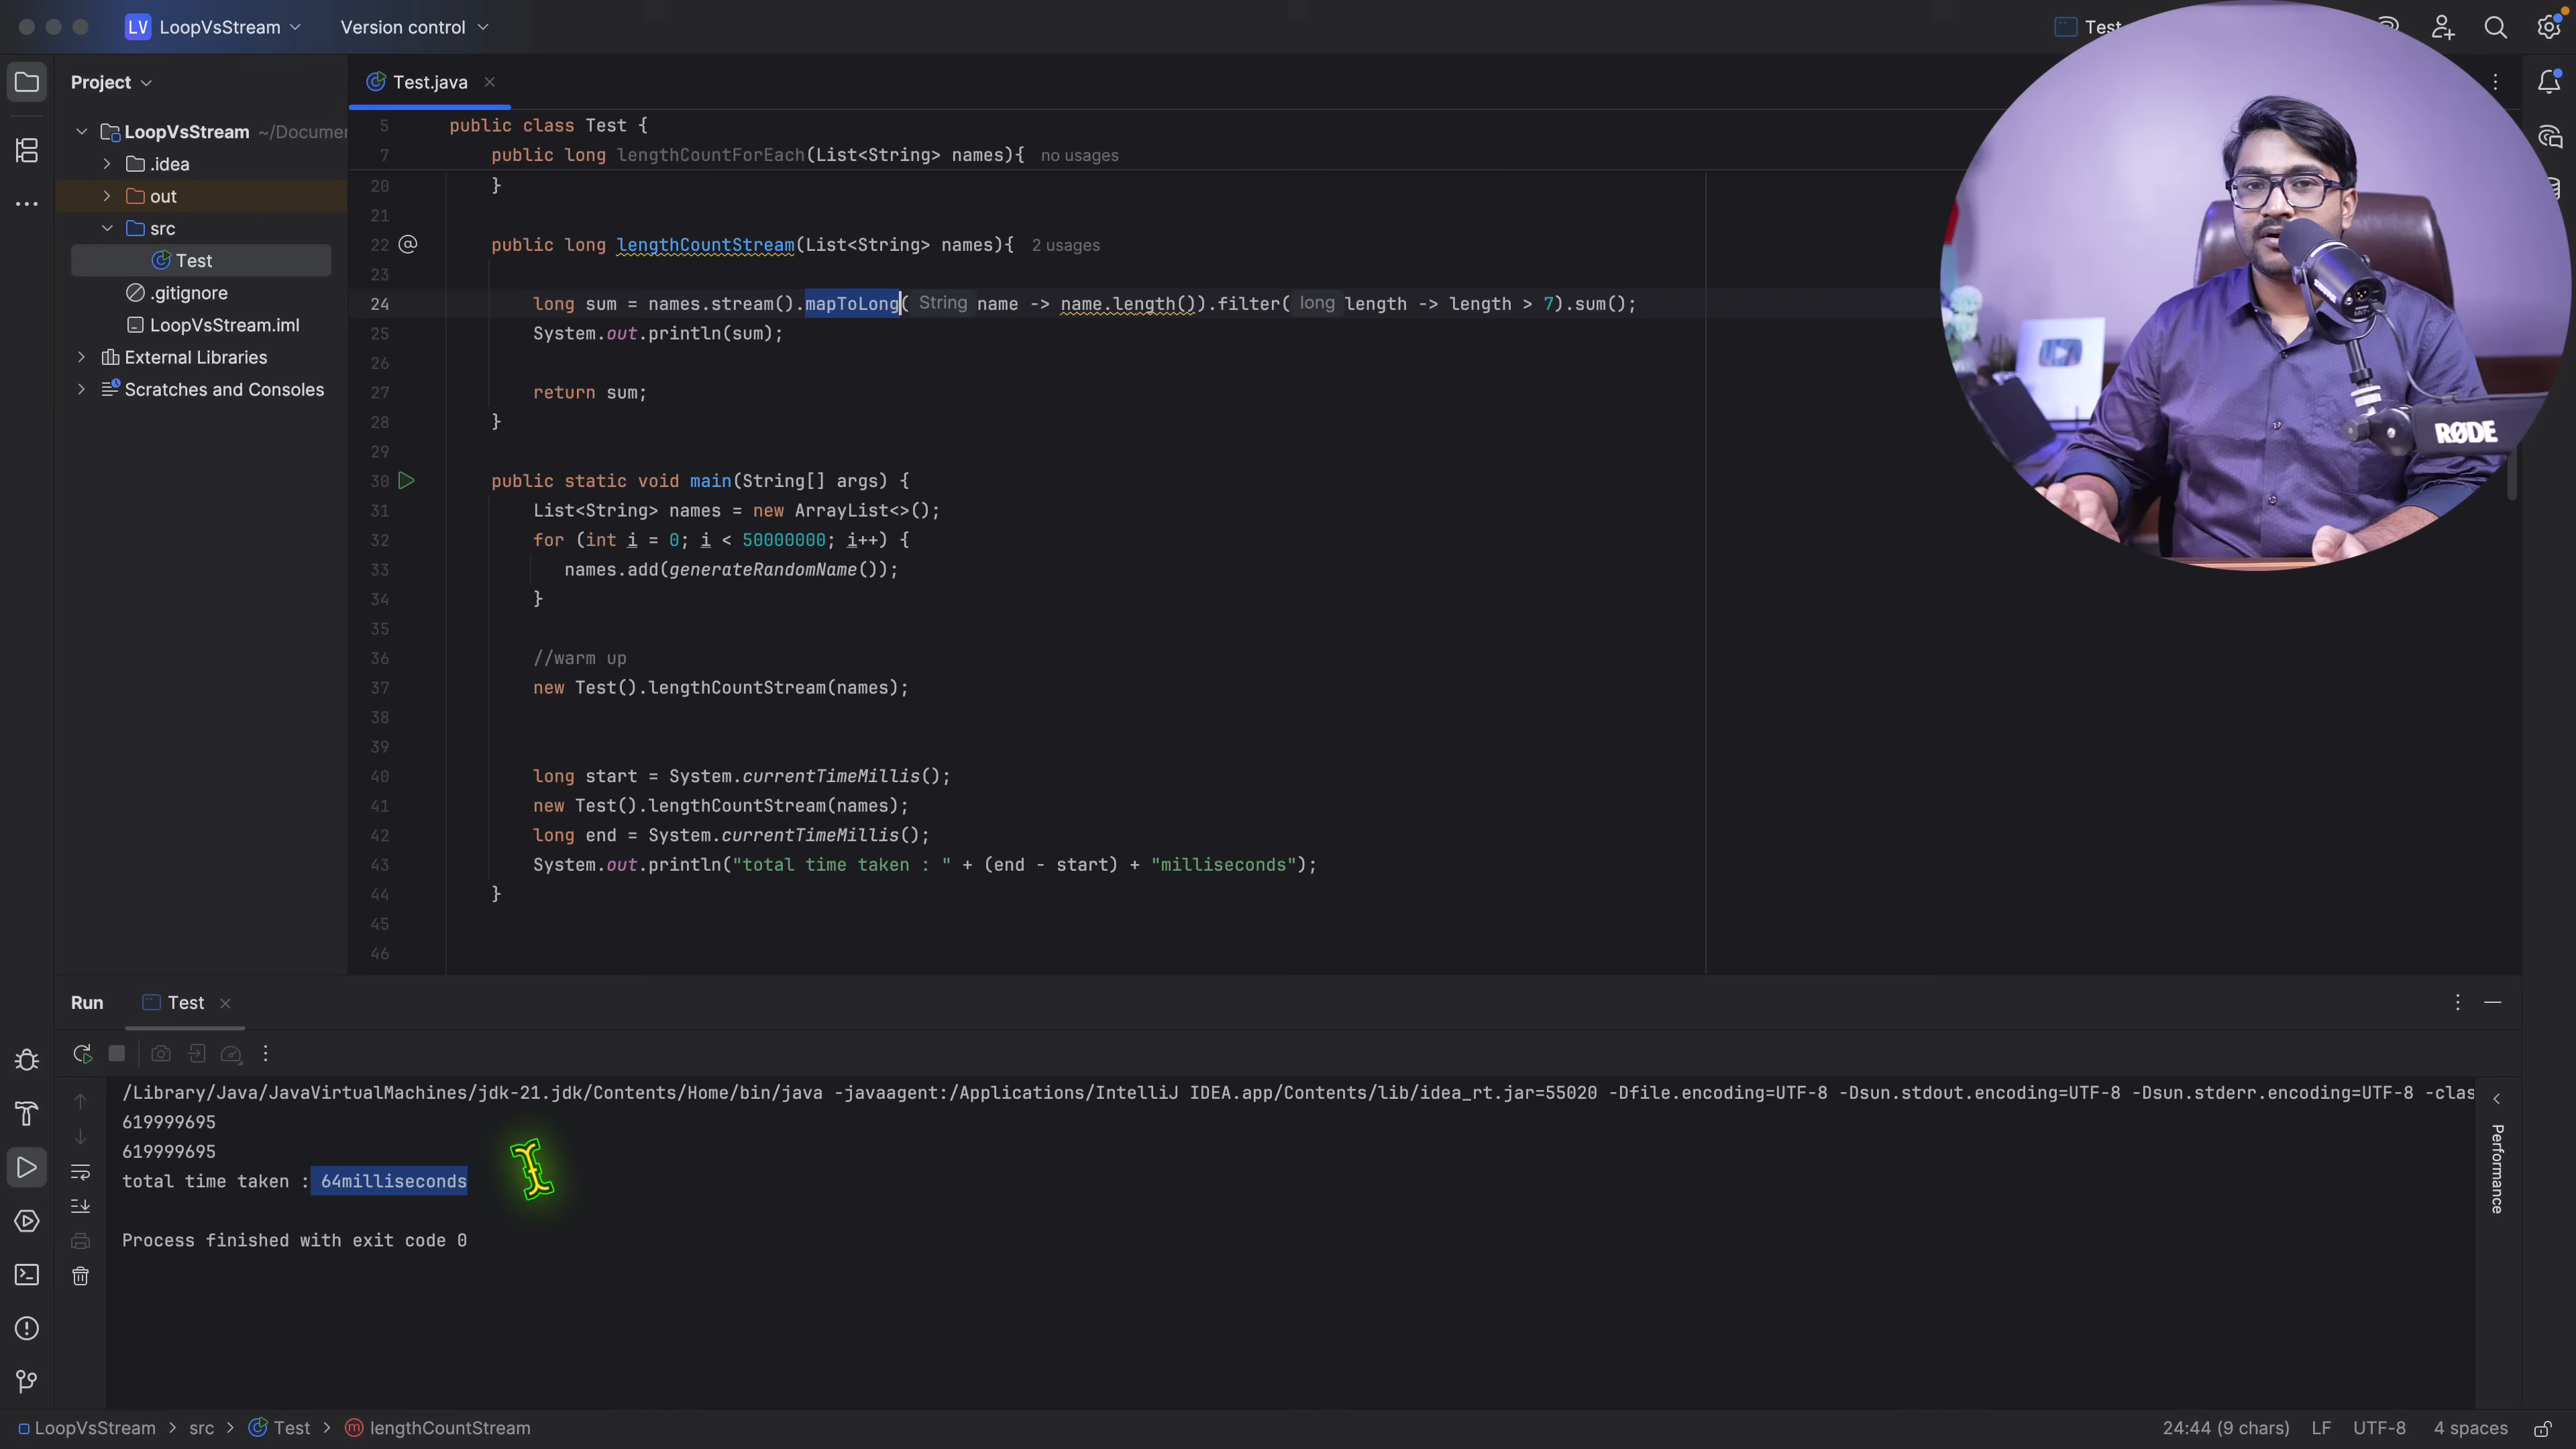 LV LoopVsStream Version control Test
Project
Test.java
LoopVsStream ~/Documer
.idea
out
src
Test
.gitignore
LoopVsStream.iml
External Libraries
Scratches and Consoles
5 public class Test {
7 public long lengthCountForEach(List<String> names){ no usages
20 }
21
22 @ public long lengthCountStream(List<String> names){ 2 usages
23
24 long sum = names.stream().mapToLong( String name -> name.length()).filter( long length -> length > 7).sum();
25 System.out.println(sum);
26
27 return sum;
28 }
29
30 public static void main(String[] args) {
31 List<String> names = new ArrayList<>();
32 for (int i = 0; i < 50000000; i++) {
33 names.add(generateRandomName());
34 }
35
36 //warm up
37 new Test().lengthCountStream(names);
38
39
40 long start = System.currentTimeMillis();
41 new Test().lengthCountStream(names);
42 long end = System.currentTimeMillis();
43 System.out.println("total time taken : " + (end - start) + "milliseconds");
44 }
45
46
RØDE
Run Test
/Library/Java/JavaVirtualMachines/jdk-21.jdk/Contents/Home/bin/java -javaagent:/Applications/IntelliJ IDEA.app/Contents/lib/idea_rt.jar=55020 -Dfile.encoding=UTF-8 -Dsun.stdout.encoding=UTF-8 -Dsun.stderr.encoding=UTF-8 -clas
619999695
619999695
total time taken : 64milliseconds
Process finished with exit code 0
Performance
LoopVsStream > src > Test > lengthCountStream 24:44 (9 chars) LF UTF-8 4 spaces